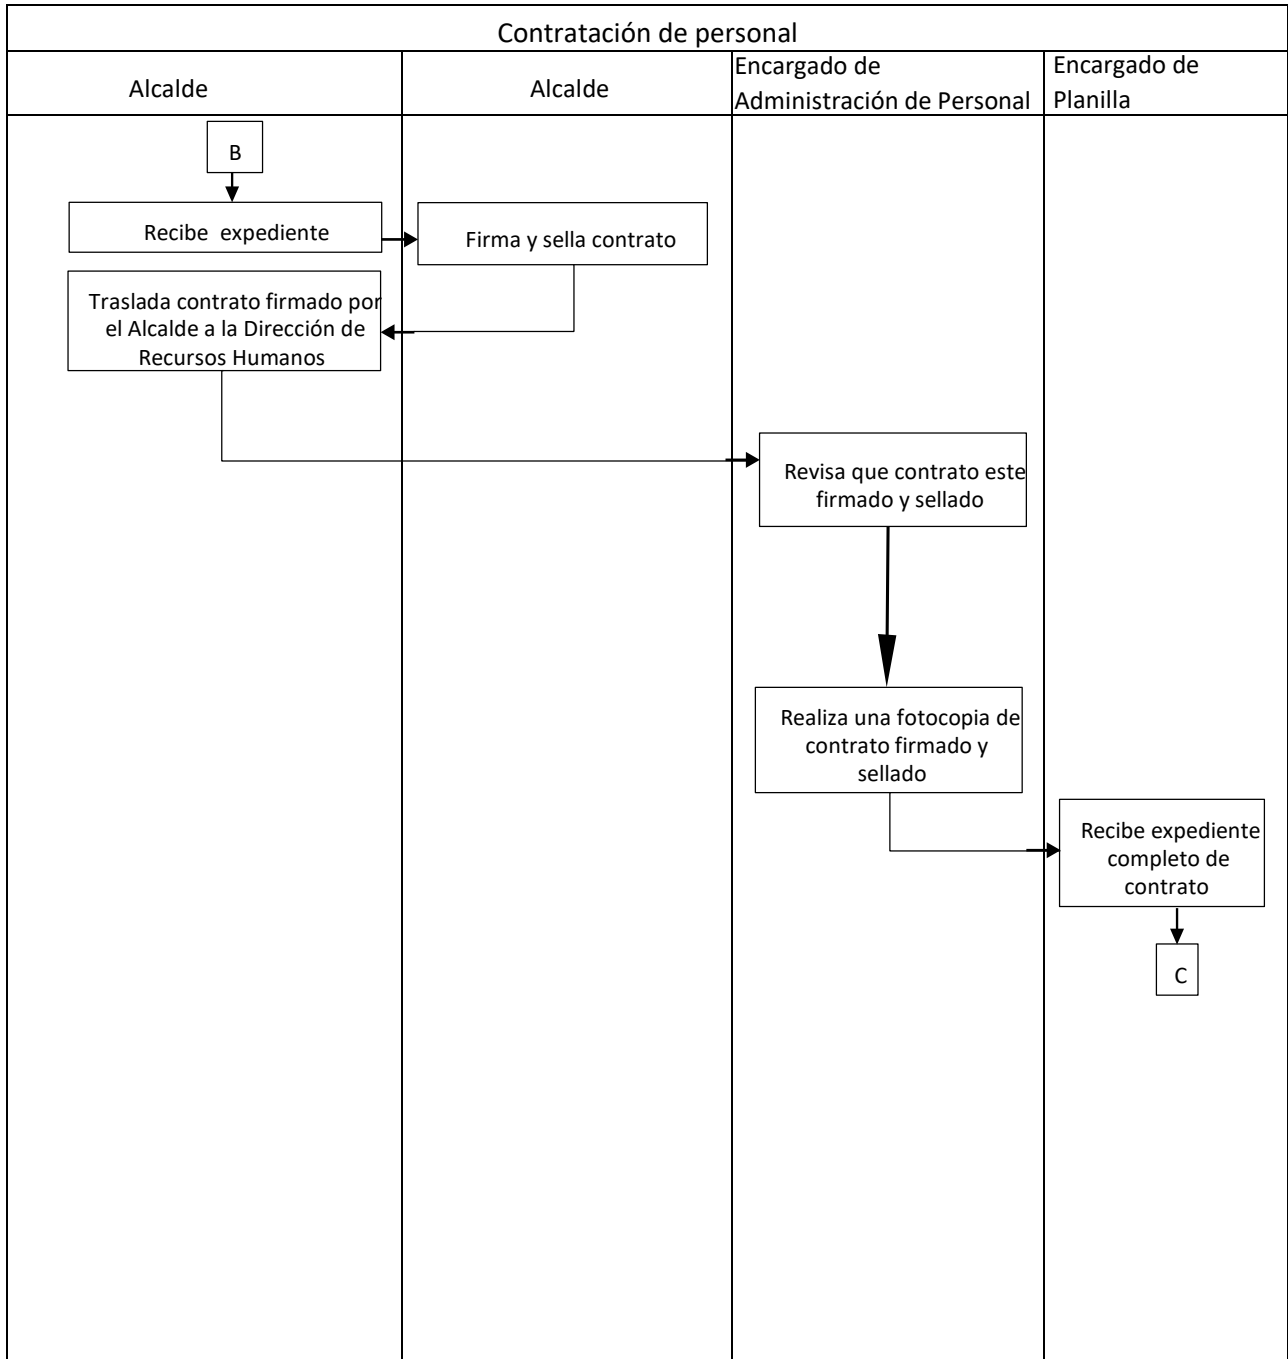 Contratación de personal
Alcalde
Alcalde
Encargado de
Administración de Personal
Encargado de
Planilla
B
Recibe expediente
Firma y sella contrato
Traslada contrato firmado por
el Alcalde a la Dirección de
Recursos Humanos
Revisa que contrato este
firmado y sellado
Realiza una fotocopia de
contrato firmado y
sellado
Recibe expediente
completo de
contrato
C